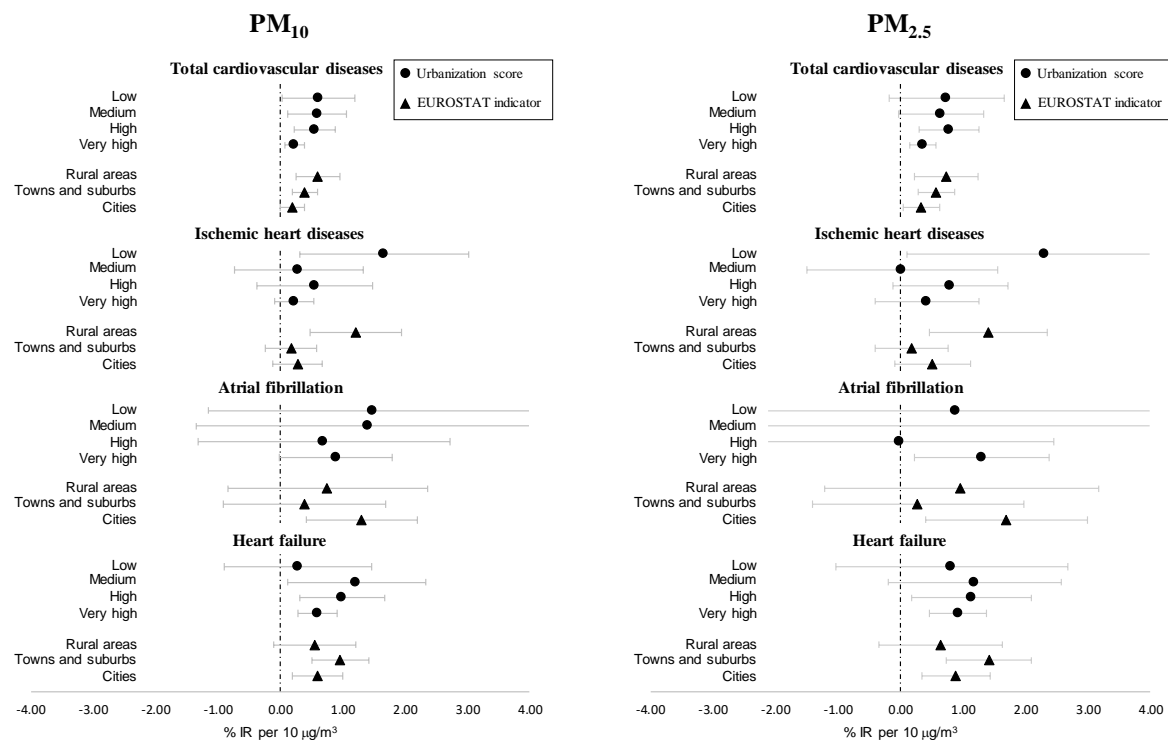 PM10
Total cardiovascular diseases
Urbanization score
EUROSTAT indicator
Low
Medium
High
Very high
Rural areas
Towns and suburbs
Cities
Ischemic heart diseases
Low
Medium
High
Very high
Rural areas
Towns and suburbs
Cities
Atrial fibrillation
Low
Medium
High
Very high
Rural areas
Towns and suburbs
Cities
Heart failure
Low
Medium
High
Very high
Rural areas
Towns and suburbs
Cities
-4.00 -3.00 -2.00 -1.00 0.00 1.00 2.00 3.00 4.00
% IR per 10 µg/m³
PM2.5
Total cardiovascular diseases
Urbanization score
EUROSTAT indicator
Low
Medium
High
Very high
Rural areas
Towns and suburbs
Cities
Ischemic heart diseases
Low
Medium
High
Very high
Rural areas
Towns and suburbs
Cities
Atrial fibrillation
Low
Medium
High
Very high
Rural areas
Towns and suburbs
Cities
Heart failure
Low
Medium
High
Very high
Rural areas
Towns and suburbs
Cities
-4.00 -3.00 -2.00 -1.00 0.00 1.00 2.00 3.00 4.00
% IR per 10 µg/m³